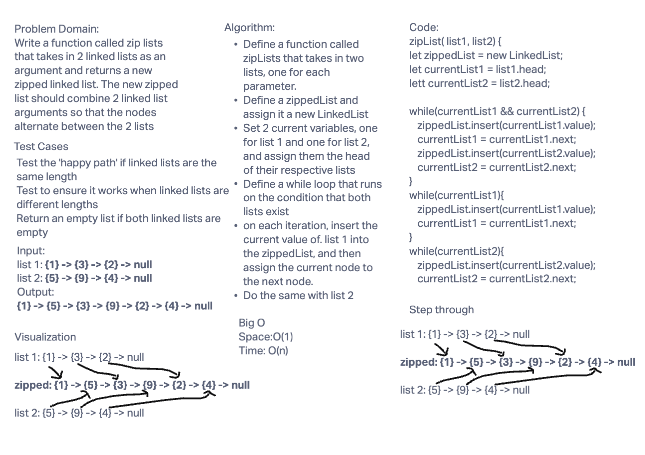 Problem Domain:
Write a function called zip lists
that takes in 2 linked lists as an
argument and returns a new
zipped linked list. The new zipped
list should combine 2 linked list
arguments so that the nodes
alternate between the 2 lists
Test Cases
Test the 'happy path' if linked lists are the
same length
Test to ensure it works when linked lists are
different lengths
Return an empty list if both linked lists are
empty
Input:
list 1: {1} -> {3} -> {2} -> null
list 2: {5} -> {9} -> {4} -> null
Output:
{1} -> {5} -> {3} -> {9} -> {2} -> {4} -> null
Visualization
list 1: {1} -> {3} -> {2} -> null
zipped: {1} -> {5} -> {3} -> {9} -> {2} -> {4} -> null
list 2: {5} -> {9} -> {4} -> null
Algorithm:
• Define a function called
zipLists that takes in two
lists, one for each
parameter.
• Define a zippedList and
assign it a new LinkedList
• Set 2 current variables, one
for list 1 and one for list 2,
and assign them the head
of their respective lists
• Define a while loop that runs
on the condition that both
lists exist
• on each iteration, insert the
current value of. list 1 into
the zippedList, and then
assign the current node to
the next node.
• Do the same with list 2
Big O
Space:O(1)
Time: O(n)
Code:
zipList( list1, list2) {
let zippedList = new LinkedList;
let currentList1 = list1.head;
lett currentList2 = list2.head;
while(currentList1 && currentList2) {
zippedList.insert(currentList1.value);
currentList1 = currentList1.next;
zippedList.insert(currentList2.value);
currentList2 = currentList2.next;
}
while(currentList1){
zippedList.insert(currentList1.value);
currentList1 = currentList1.next;
}
while(currentList2){
zippedList.insert(currentList2.value);
currentList2 = currentList2.next;
Step through
list 1: {1} -> {3} -> {2} -> null
zipped: {1} -> {5} -> {3} -> {9} -> {2} -> {4} -> null
list 2: {5} -> {9} -> {4} -> null